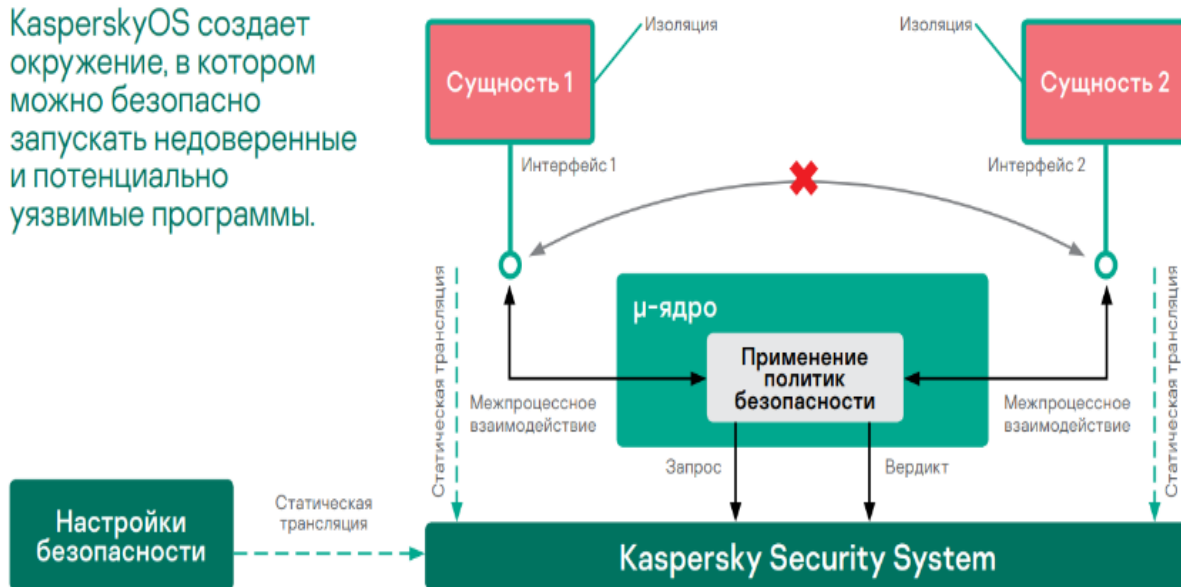 KasperskyOS создает
окружение, в котором
можно безопасно
запускать недоверенные
и потенциально
уязвимые программы.
Сущность 1
Изоляция
Изоляция
Сущность 2
Интерфейс 1
Интерфейс 2
Статическая трансляция
µ-ядро
Применение
политик
безопасности
Межпроцессное
взаимодействие
Межпроцессное
взаимодействие
Статическая трансляция
Запрос
Вердикт
Настройки
безопасности
Статическая
трансляция
Kaspersky Security System